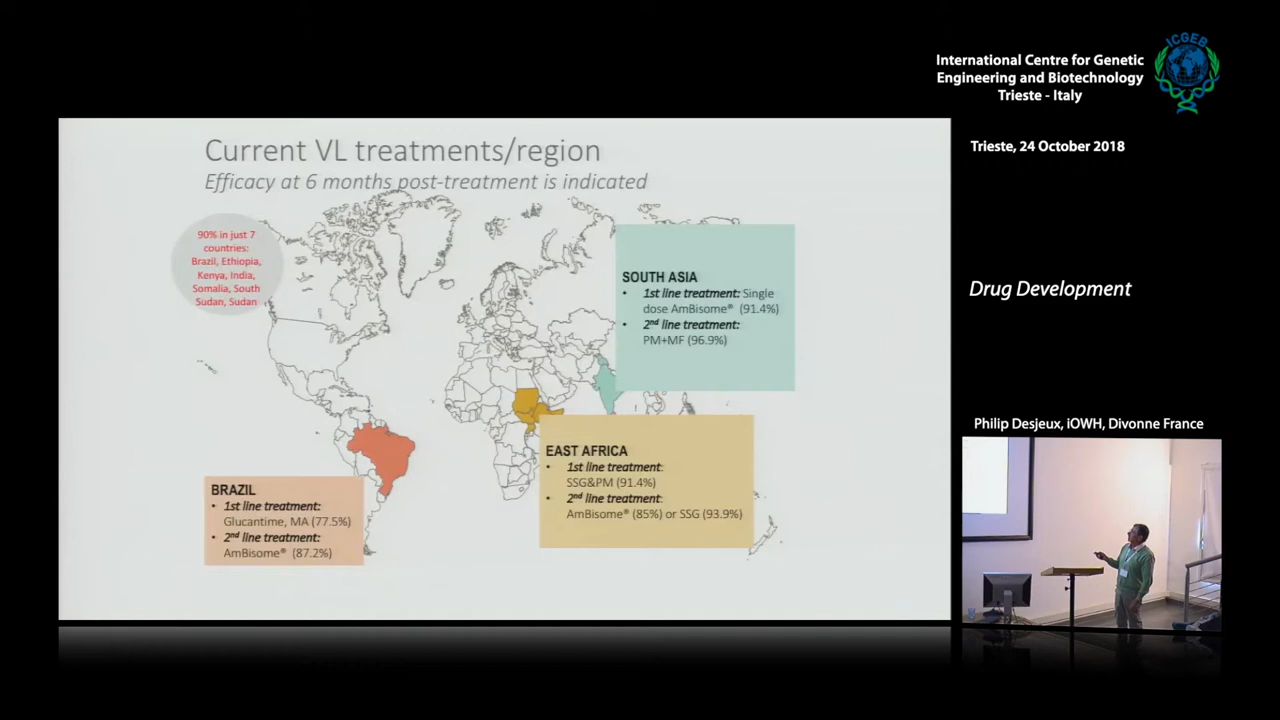 ICGEB
International Centre for Genetic
Engineering and Biotechnology
Trieste - Italy
Trieste, 24 October 2018
Drug Development
Philip Desjeux, iOWH, Divonne France
Current VL treatments/region
Efficacy at 6 months post-treatment is indicated
90% in just 7
countries:
Brazil, Ethiopia,
Kenya, India,
Somalia, South
Sudan, Sudan
SOUTH ASIA
• 1st line treatment: Single
dose AmBisome® (91.4%)
• 2nd line treatment:
PM+MF (96.9%)
EAST AFRICA
• 1st line treatment:
SSG&PM (91.4%)
• 2nd line treatment:
AmBisome® (85%) or SSG (93.9%)
BRAZIL
• 1st line treatment:
Glucantime, MA (77.5%)
• 2nd line treatment:
AmBisome® (87.2%)